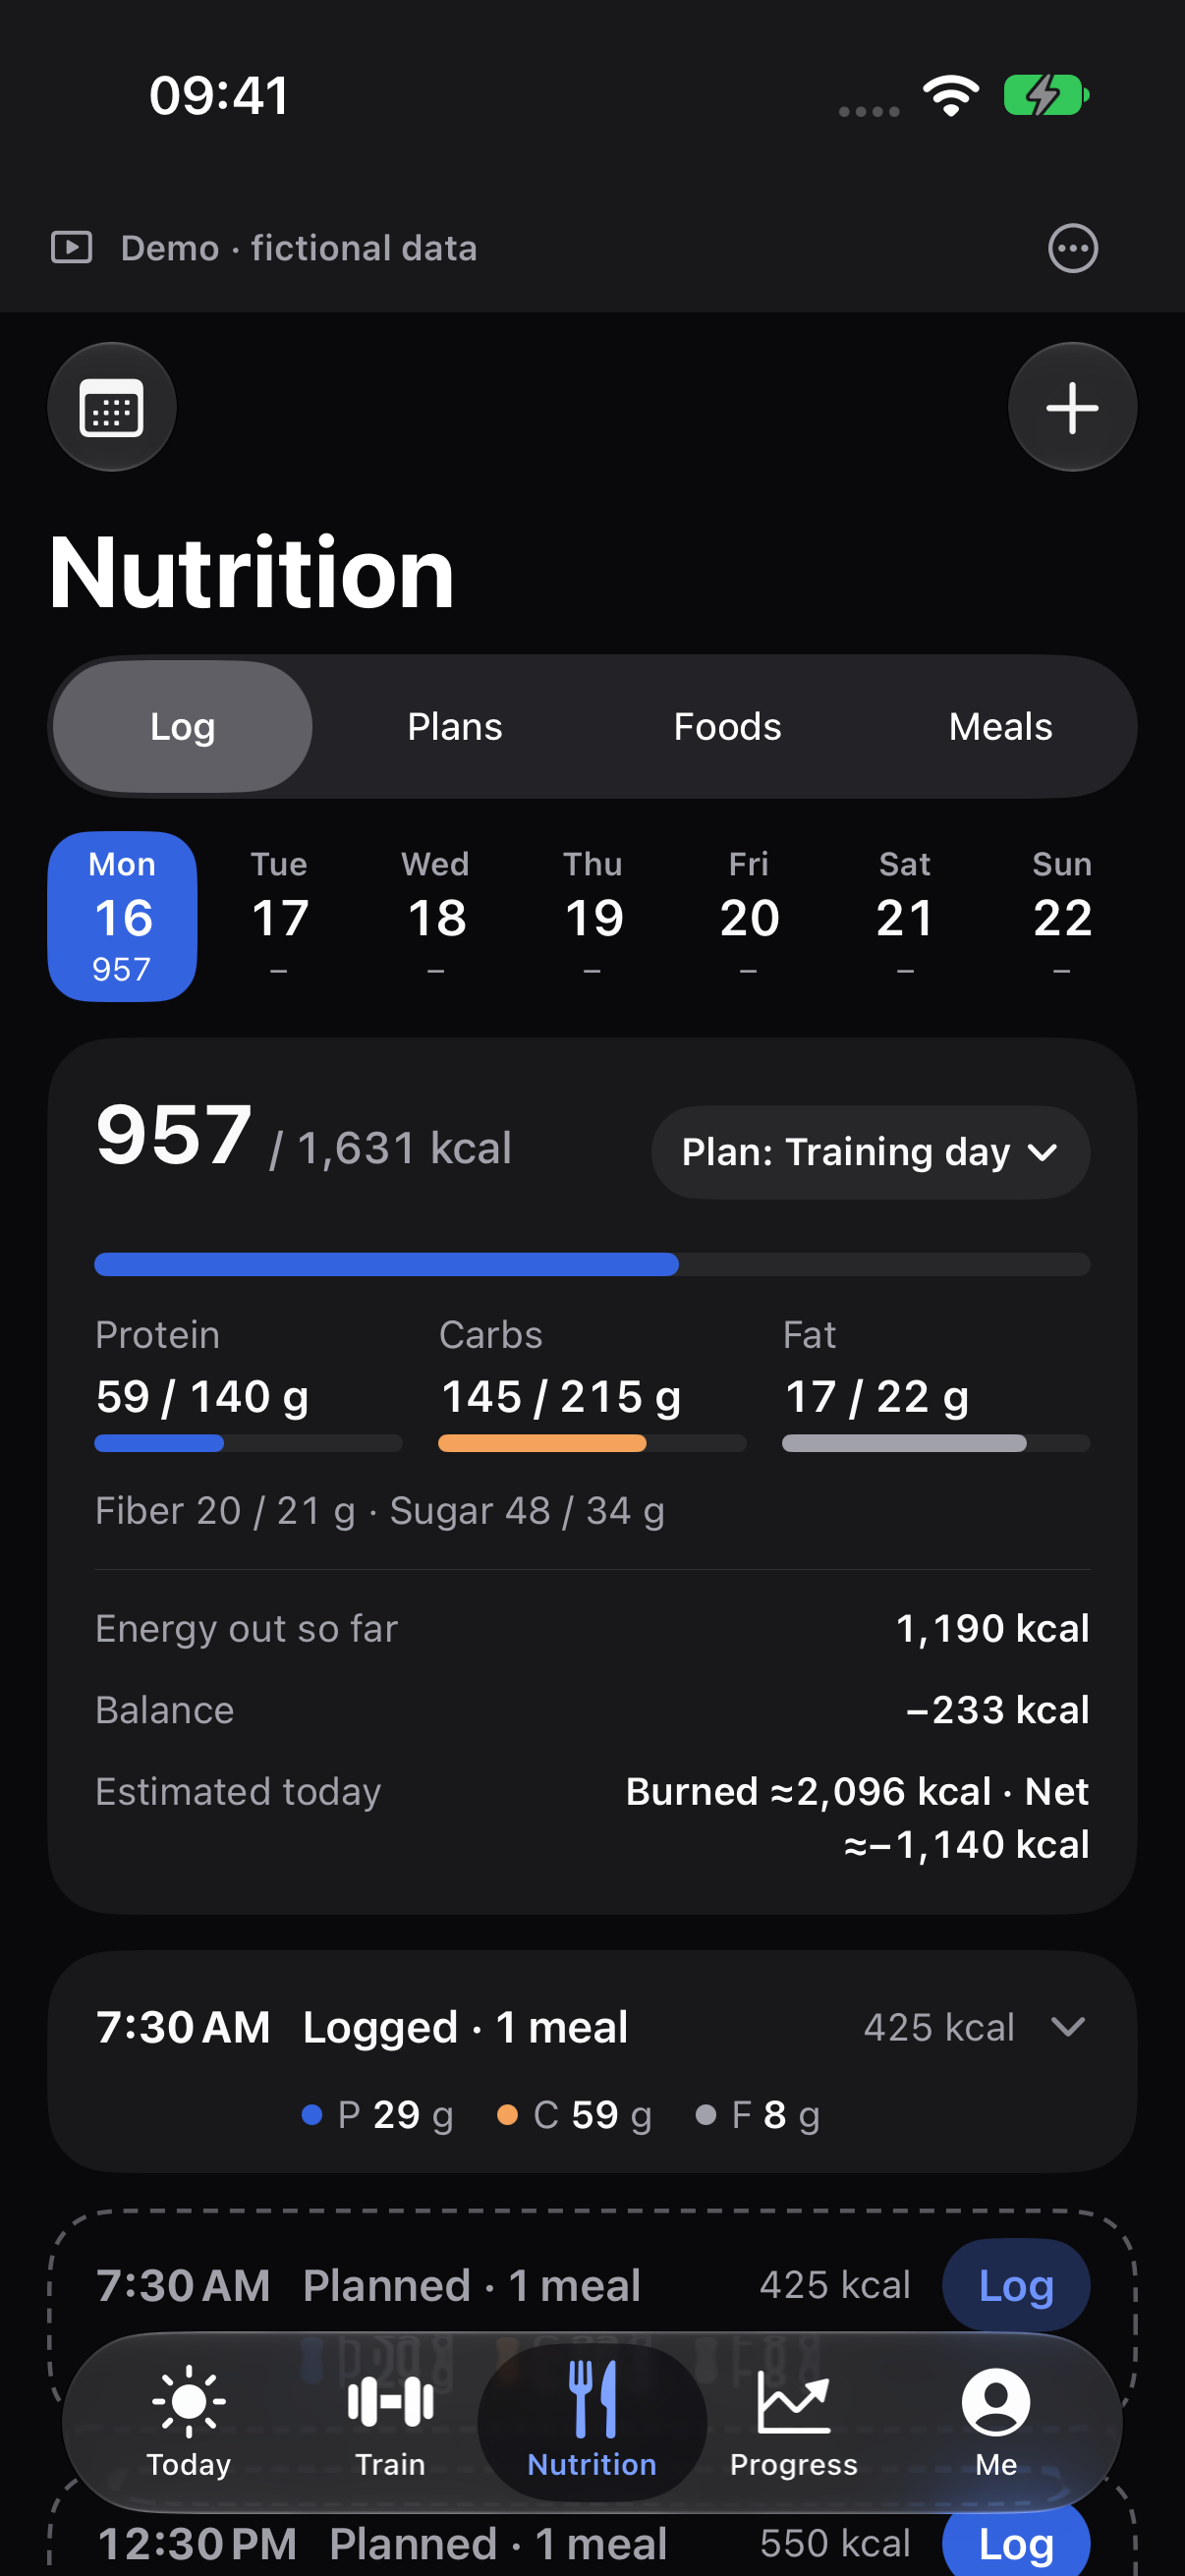 09:41
Demo · fictional data
Nutrition
Log Plans Foods Meals
Mon Tue Wed Thu Fri Sat Sun
16 17 18 19 20 21 22
957 – – – – – –
957 / 1,631 kcal Plan: Training day
Protein Carbs Fat
59 / 140 g 145 / 215 g 17 / 22 g
Fiber 20 / 21 g · Sugar 48 / 34 g
Energy out so far 1,190 kcal
Balance –233 kcal
Estimated today Burned ≈2,096 kcal · Net
≈–1,140 kcal
7:30 AM Logged · 1 meal 425 kcal
P 29 g C 59 g F 8 g
7:30 AM Planned · 1 meal 425 kcal Log
Today Train Nutrition Progress Me
12:30 PM Planned · 1 meal 550 kcal Log